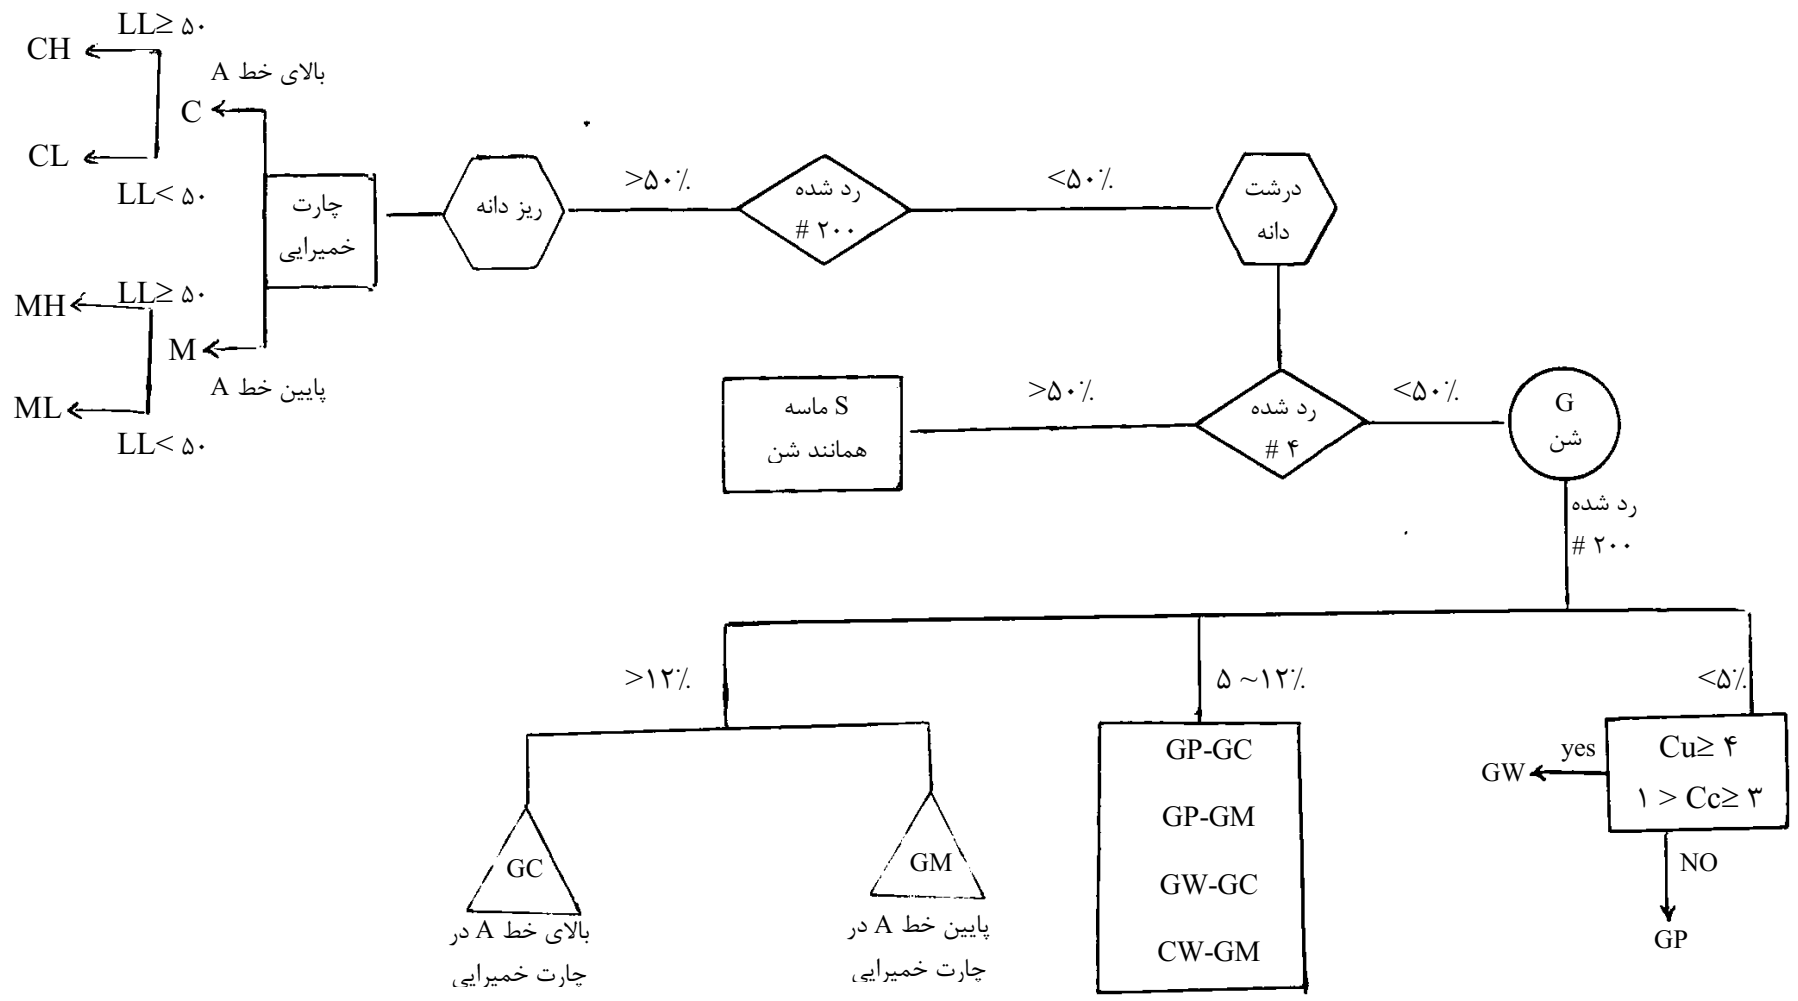 LL≥ ۵۰
CH
بالای خط A
C
CL
LL< ۵۰
چارت
خمیرایی
ریز دانه
>۵۰٪
رد شده
# ۲۰۰
<۵۰٪
درشت
دانه
LL≥ ۵۰
MH
M
پایین خط A
ML
LL< ۵۰
S ماسه
همانند شن
>۵۰٪
رد شده
# ۴
<۵۰٪
G
شن
رد شده
# ۲۰۰
>۱۲٪
۵ ~۱۲٪
<۵٪
GC
بالای خط A در
چارت خمیرایی
GM
پایین خط A در
چارت خمیرایی
GP-GC
GP-GM
GW-GC
CW-GM
Cu≥ ۴
۱ > Cc≥ ۳
yes
GW
NO
GP